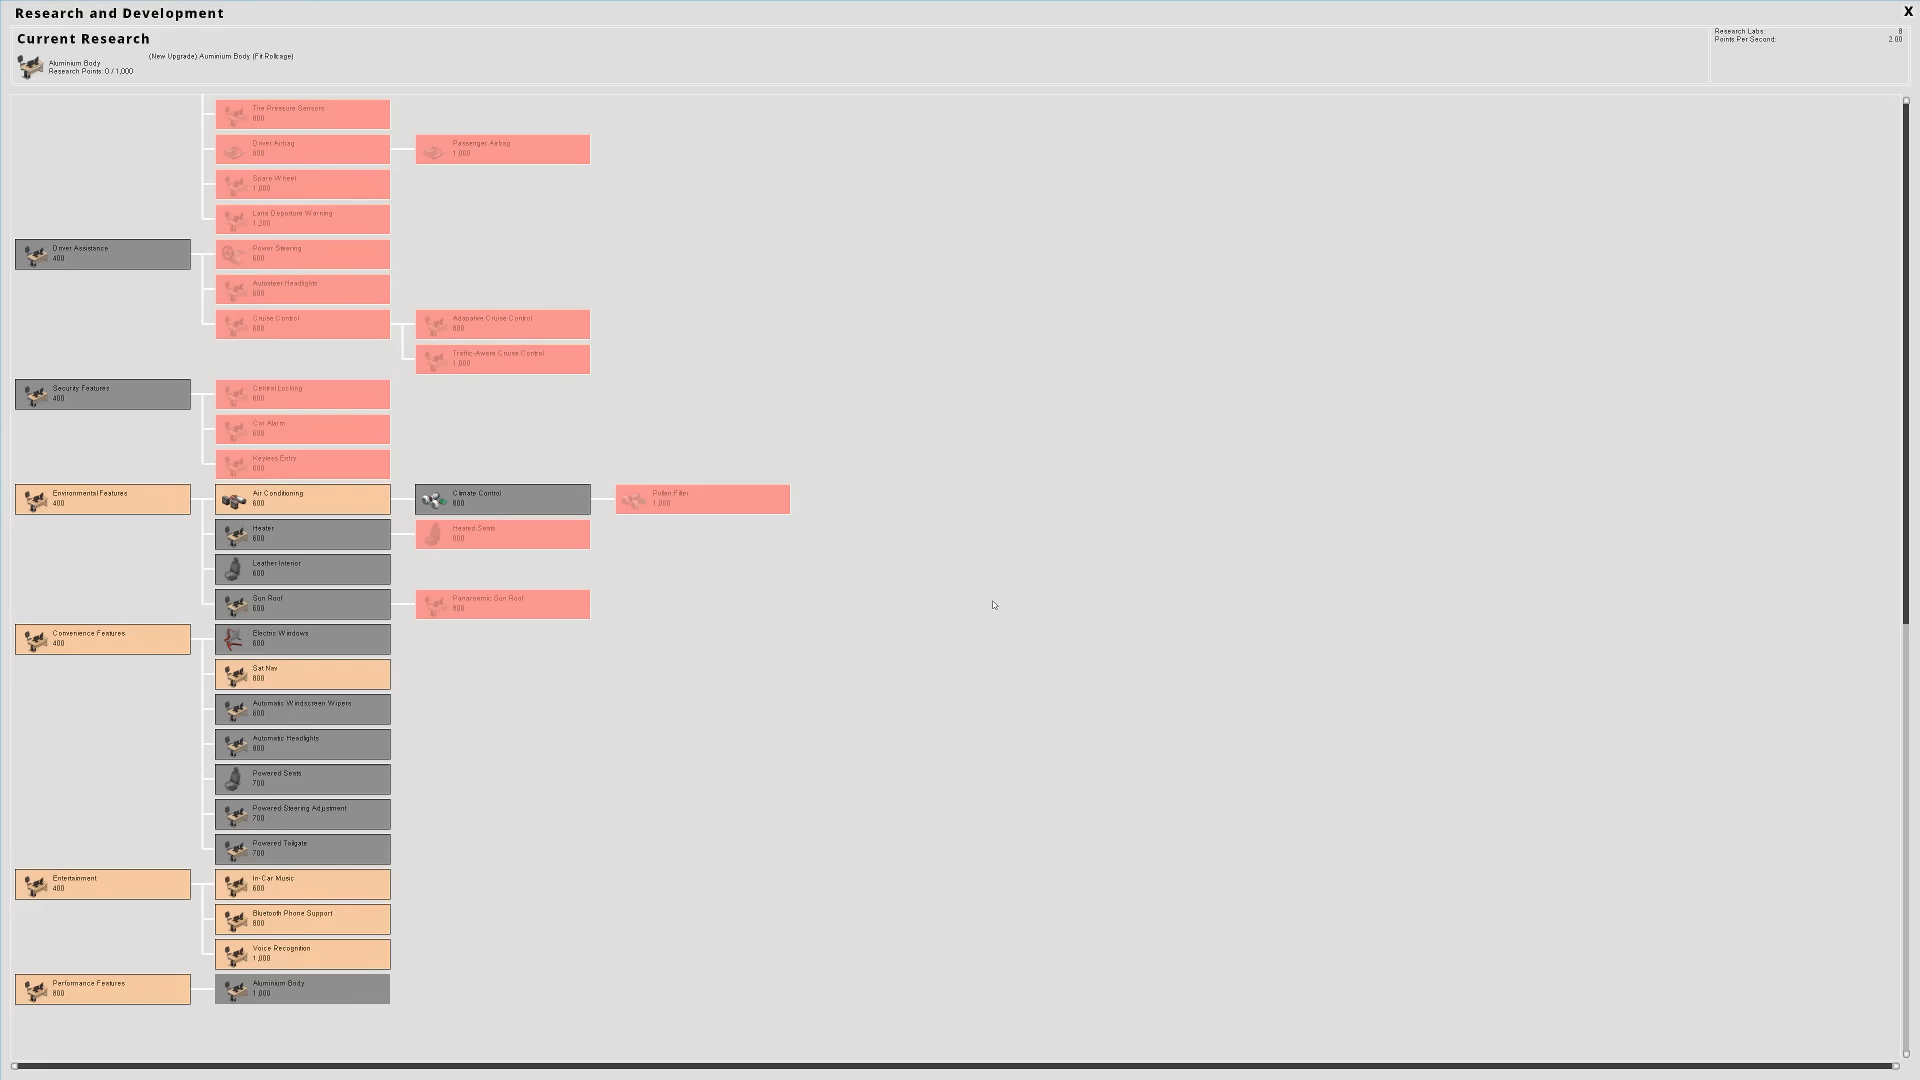 Research and Development
X
Current Research
Aluminium Body
Research Points: 0 / 1,000
(New Upgrade) Aluminium Body (Fit Rollcage)
Research Labs: 6
Points Per Second: 2.00
Tire Pressure Sensors
800
Driver Airbag
800
Passenger Airbag
1,000
Spare Wheel
1,000
Lane Departure Warning
1,200
Driver Assistance
400
Power Steering
600
Autosteer Headlights
600
Cruise Control
600
Adaptive Cruise Control
800
Traffic-Aware Cruise Control
1,000
Security Features
400
Central Locking
600
Car Alarm
600
Keyless Entry
600
Environmental Features
400
Air Conditioning
600
Climate Control
800
Pollen Filter
1,000
Heater
600
Heated Seats
800
Leather Interior
600
Sun Roof
600
Panaromic Sun Roof
800
Convenience Features
400
Electric Windows
600
Sat Nav
800
Automatic Windscreen Wipers
600
Automatic Headlights
800
Powered Seats
700
Powered Steering Adjustment
700
Powered Tailgate
700
Entertainment
400
In-Car Music
600
Bluetooth Phone Support
800
Voice Recognition
1,000
Performance Features
800
Aluminium Body
1,000